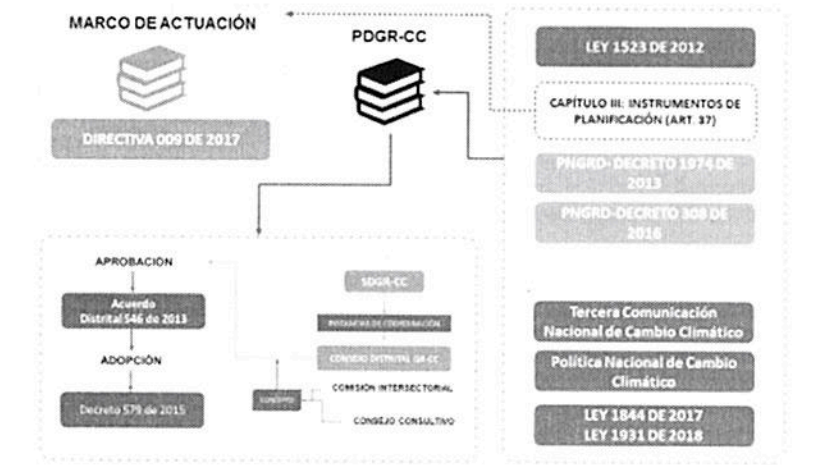 MARCO DE ACTUACIÓN
DIRECTIVA 009 DE 2017
PDGR-CC
LEY 1523 DE 2012
CAPÍTULO III: INSTRUMENTOS DE
PLANIFICACIÓN (ART. 37)
PNGRD- DECRETO 1974 DE
2013
PNGRD-DECRETO 308 DE
2016
Tercera Comunicación
Nacional de Cambio Climático
Política Nacional de Cambio
Climático
LEY 1844 DE 2017
LEY 1931 DE 2018
APROBACIÓN
Acuerdo
Distrital 546 de 2013
ADOPCIÓN
Decreto 579 de 2015
SDGR-CC
INSTANCIAS DE COORDINACIÓN
CONSEJO DISTRITAL GR-CC
CONCEPTO
COMISIÓN INTERSECTORIAL
CONSEJO CONSULTIVO